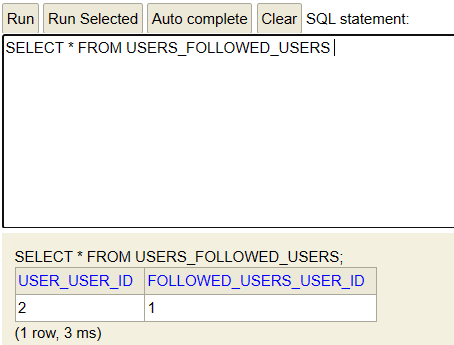 Run Run Selected Auto complete Clear SQL statement:
SELECT * FROM USERS_FOLLOWED_USERS
SELECT * FROM USERS_FOLLOWED_USERS;
USER_USER_ID FOLLOWED_USERS_USER_ID
2 1
(1 row, 3 ms)